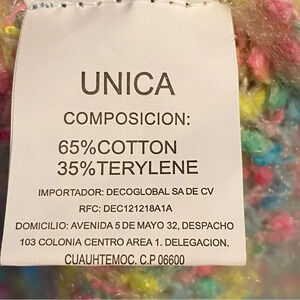 UNICA
COMPOSICION:
65%COTTON
35%TERYLENE
IMPORTADOR: DECOGLOBAL SA DE CV
RFC: DEC121218A1A
DOMICILIO: AVENIDA 5 DE MAYO 32, DESPACHO
103 COLONIA CENTRO AREA 1. DELEGACION.
CUAUHTEMOC. C.P 06600